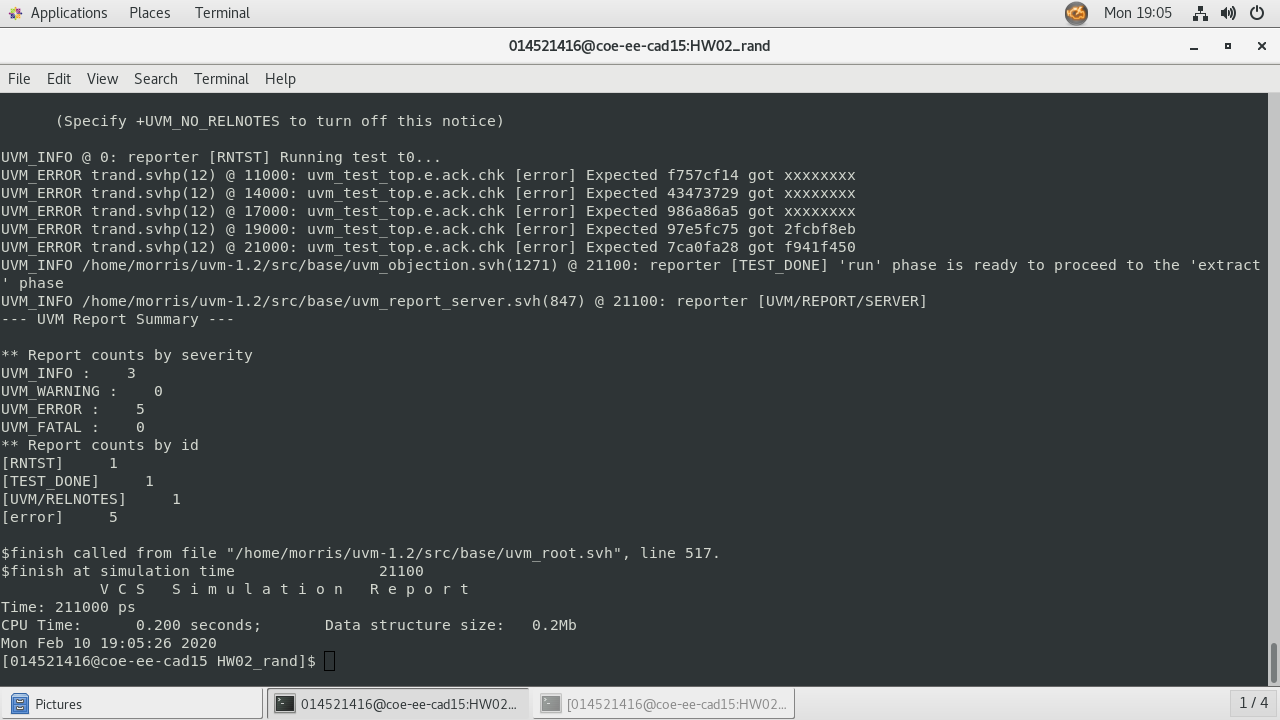 Applications Places Terminal Mon 19:05
014521416@coe-ee-cad15:HW02_rand
File Edit View Search Terminal Help
(Specify +UVM_NO_RELNOTES to turn off this notice)
UVM_INFO @ 0: reporter [RNTST] Running test t0...
UVM_ERROR trand.svhp(12) @ 11000: uvm_test_top.e.ack.chk [error] Expected f757cf14 got xxxxxxxx
UVM_ERROR trand.svhp(12) @ 14000: uvm_test_top.e.ack.chk [error] Expected 43473729 got xxxxxxxx
UVM_ERROR trand.svhp(12) @ 17000: uvm_test_top.e.ack.chk [error] Expected 986a86a5 got xxxxxxxx
UVM_ERROR trand.svhp(12) @ 19000: uvm_test_top.e.ack.chk [error] Expected 97e5fc75 got 2fcbf8eb
UVM_ERROR trand.svhp(12) @ 21000: uvm_test_top.e.ack.chk [error] Expected 7ca0fa28 got f941f450
UVM_INFO /home/morris/uvm-1.2/src/base/uvm_objection.svh(1271) @ 21100: reporter [TEST_DONE] 'run' phase is ready to proceed to the 'extract
' phase
UVM_INFO /home/morris/uvm-1.2/src/base/uvm_report_server.svh(847) @ 21100: reporter [UVM/REPORT/SERVER]
--- UVM Report Summary ---
** Report counts by severity
UVM_INFO :    3
UVM_WARNING :    0
UVM_ERROR :    5
UVM_FATAL :    0
** Report counts by id
[RNTST]     1
[TEST_DONE]     1
[UVM/RELNOTES]     1
[error]     5
$finish called from file "/home/morris/uvm-1.2/src/base/uvm_root.svh", line 517.
$finish at simulation time                21100
V C S   S i m u l a t i o n   R e p o r t
Time: 211000 ps
CPU Time:      0.200 seconds;       Data structure size:   0.2Mb
Mon Feb 10 19:05:26 2020
[014521416@coe-ee-cad15 HW02_rand]$
Pictures 014521416@coe-ee-cad15:HW02... [014521416@coe-ee-cad15:HW02... 1 / 4